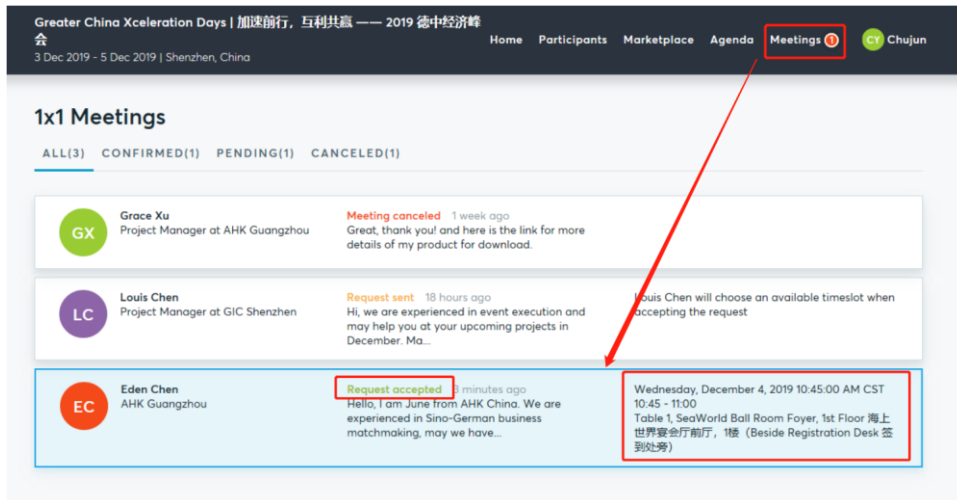 Greater China Xceleration Days | 加速前行，互利共赢 —— 2019 德中经济峰
会
3 Dec 2019 - 5 Dec 2019 | Shenzhen, China
Home Participants Marketplace Agenda Meetings 1 CY Chujun
1x1 Meetings
ALL(3) CONFIRMED(1) PENDING(1) CANCELED(1)
GX
Grace Xu
Project Manager at AHK Guangzhou
Meeting canceled 1 week ago
Great, thank you! and here is the link for more
details of my product for download.
LC
Louis Chen
Project Manager at GIC Shenzhen
Request sent 18 hours ago
Hi, we are experienced in event execution and
may help you at your upcoming projects in
December. Ma...
Louis Chen will choose an available timeslot when
accepting the request
EC
Eden Chen
AHK Guangzhou
Request accepted 3 minutes ago
Hello, I am June from AHK China. We are
experienced in Sino-German business
matchmaking, may we have...
Wednesday, December 4, 2019 10:45:00 AM CST
10:45 - 11:00
Table 1, SeaWorld Ball Room Foyer, 1st Floor 海上
世界宴会厅前厅，1楼（Beside Registration Desk 签
到处旁）